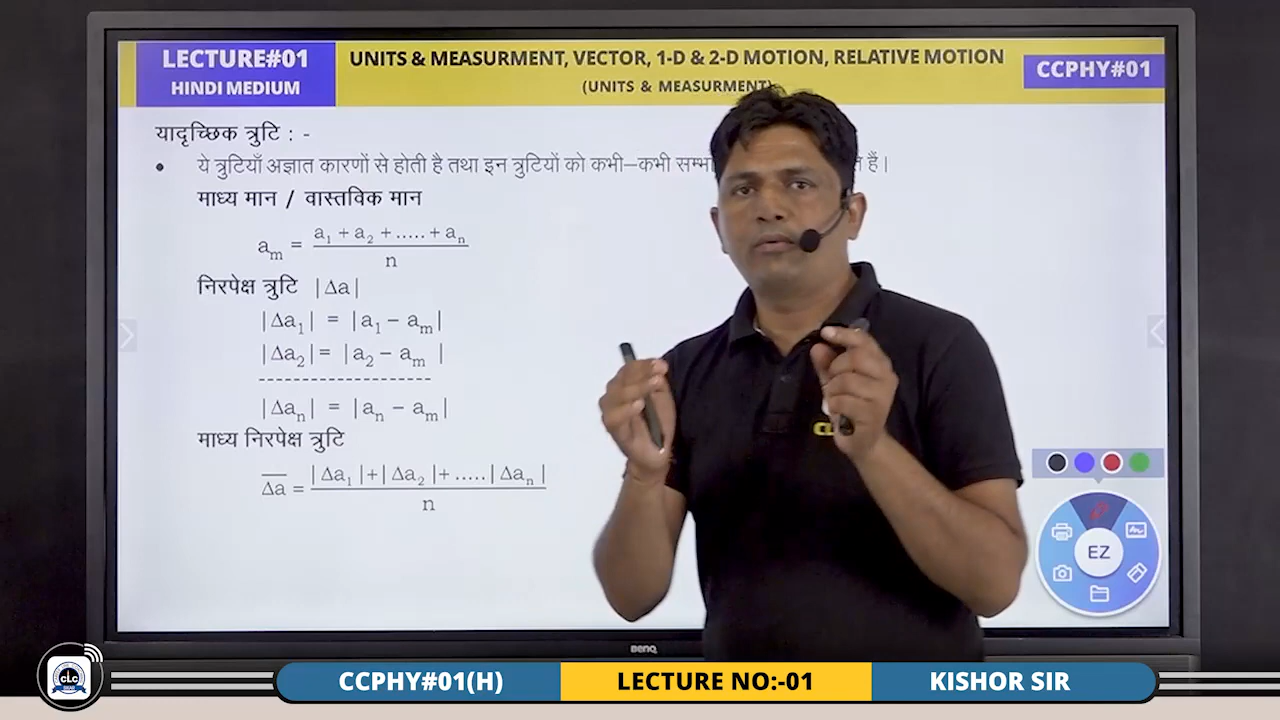 LECTURE#01
HINDI MEDIUM
UNITS & MEASURMENT, VECTOR, 1-D & 2-D MOTION, RELATIVE MOTION
(UNITS & MEASURMENT)
CCPHY#01
यादृच्छिक त्रुटि : -
• ये त्रुटियाँ अज्ञात कारणों से होती है तथा इन त्रुटियों को कभी–कभी हैं।
माध्य मान / वास्तविक मान
a_m = (a_1 + a_2 + ..... + a_n) / n
निरपेक्ष त्रुटि |Δa|
|Δa_1| = |a_1 − a_m|
|Δa_2| = |a_2 − a_m|
--------------------
|Δa_n| = |a_n − a_m|
माध्य निरपेक्ष त्रुटि
\overline{Δa} = (|Δa_1|+|Δa_2|+.....|Δa_n|) / n
EZ
BENQ
CLC
CCPHY#01(H)
LECTURE NO:-01
KISHOR SIR